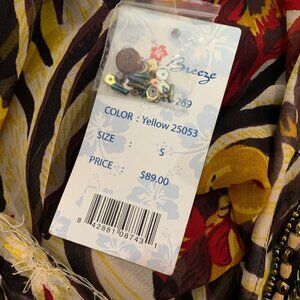 Breeze
269
COLOR : Yellow 25053
SIZE : S
PRICE : $89.00
8 42881 08743 1